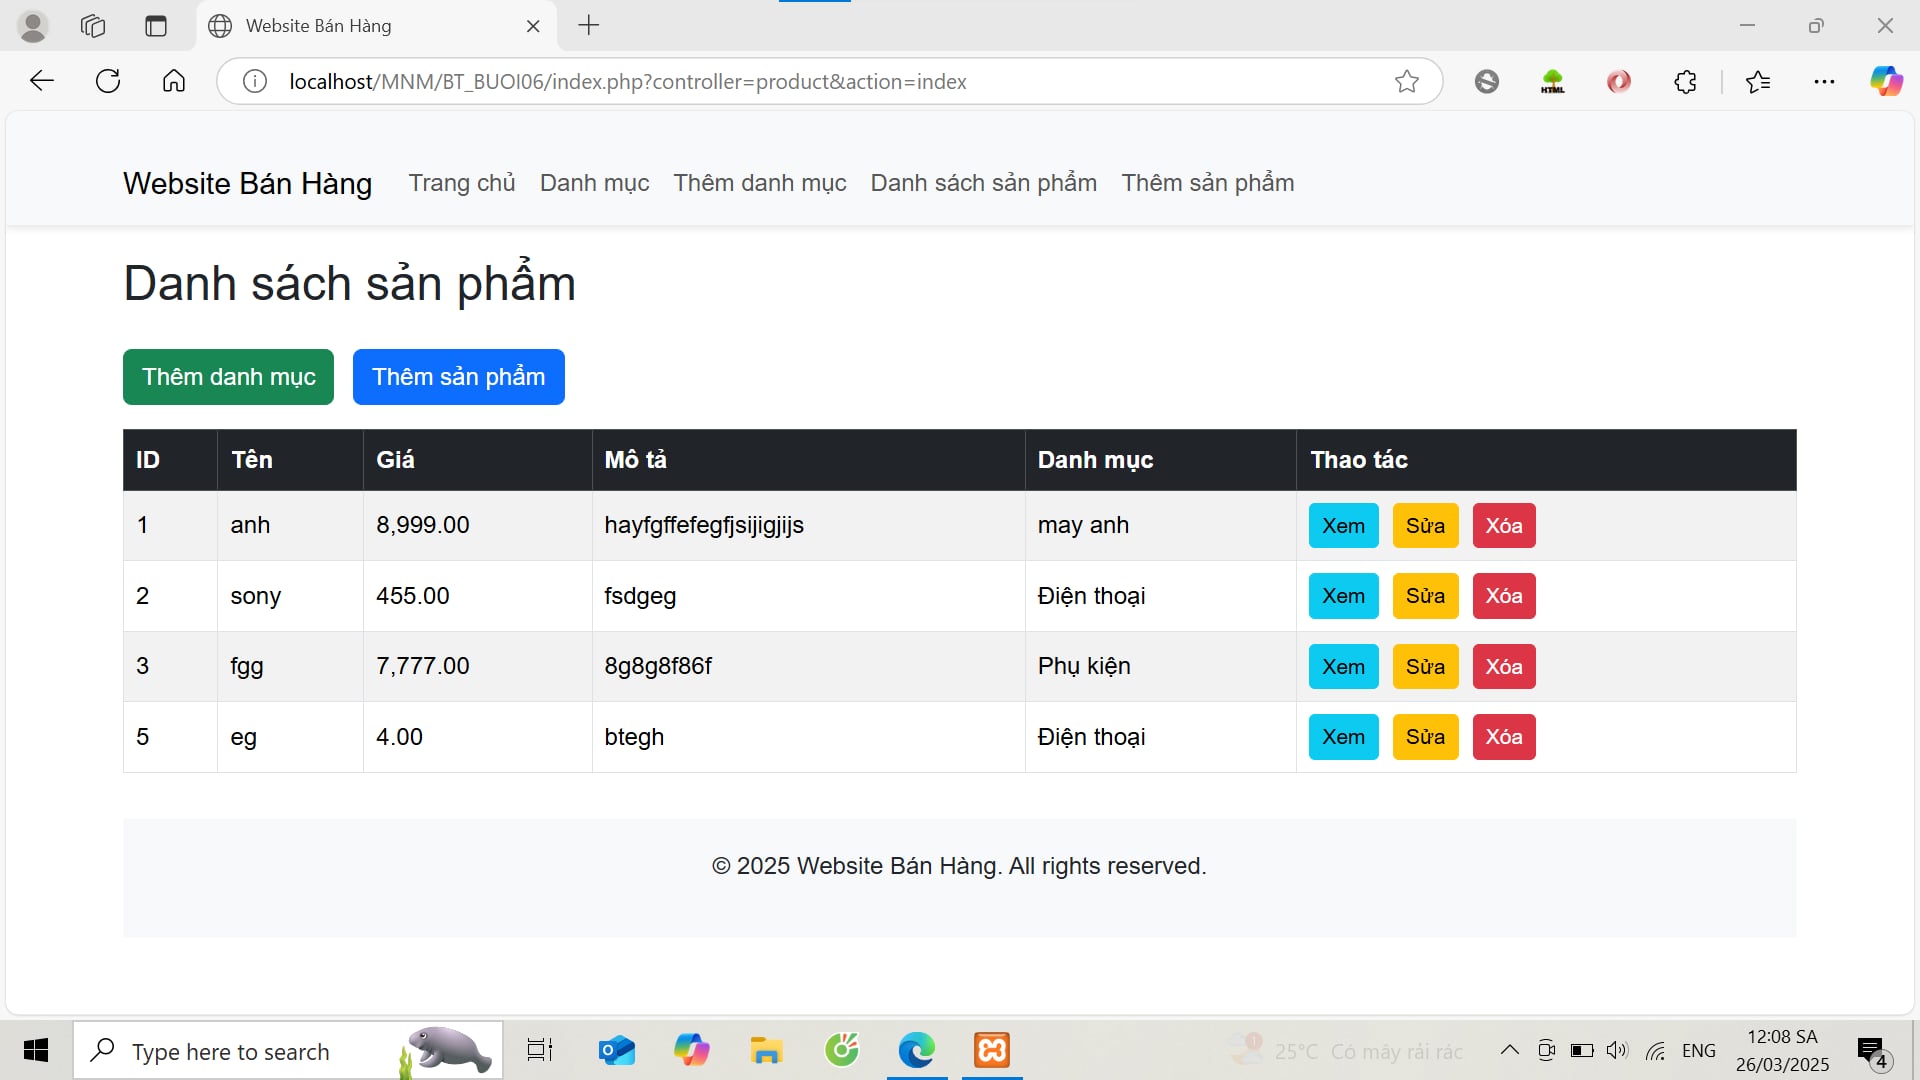 Website Bán Hàng
localhost/MNM/BT_BUOI06/index.php?controller=product&action=index
HTML
Website Bán Hàng Trang chủ Danh mục Thêm danh mục Danh sách sản phẩm Thêm sản phẩm
Danh sách sản phẩm
Thêm danh mục Thêm sản phẩm
ID Tên Giá Mô tả Danh mục Thao tác
1 anh 8,999.00 hayfgffefegfjsijigjijs may anh Xem Sửa Xóa
2 sony 455.00 fsdgeg Điện thoại Xem Sửa Xóa
3 fgg 7,777.00 8g8g8f86f Phụ kiện Xem Sửa Xóa
5 eg 4.00 btegh Điện thoại Xem Sửa Xóa
© 2025 Website Bán Hàng. All rights reserved.
Type here to search
1 25°C Có mây rải rác
ENG
12:08 SA
26/03/2025
4